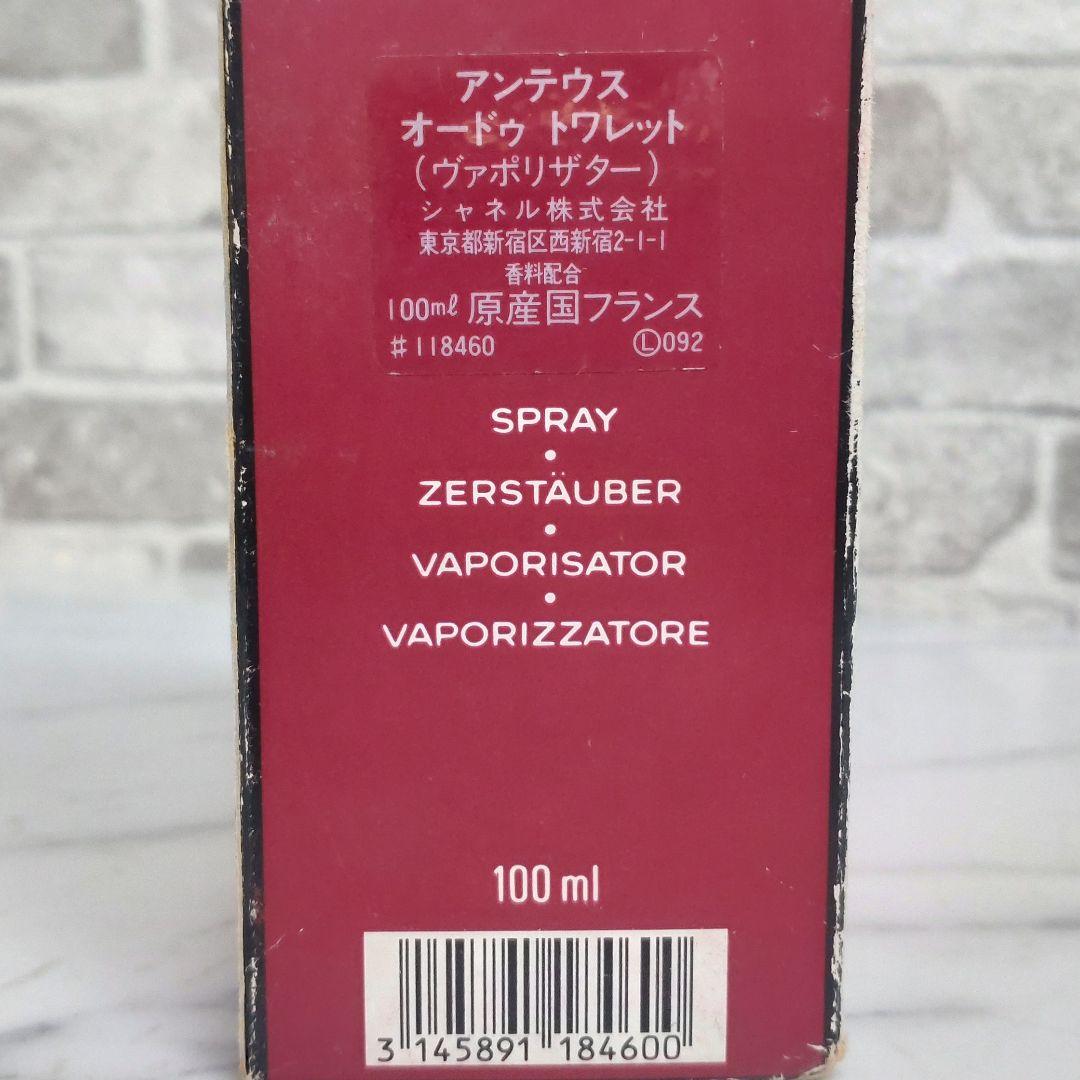 アンテウス
オードゥ トワレット
(ヴァポリザター)
シャネル株式会社
東京都新宿区西新宿2-1-1
香料配合
100mℓ 原産国フランス
#118460 Ⓛ092
SPRAY
•
ZERSTÄUBER
•
VAPORISATOR
•
VAPORIZZATORE
100 ml
3 145891 184600